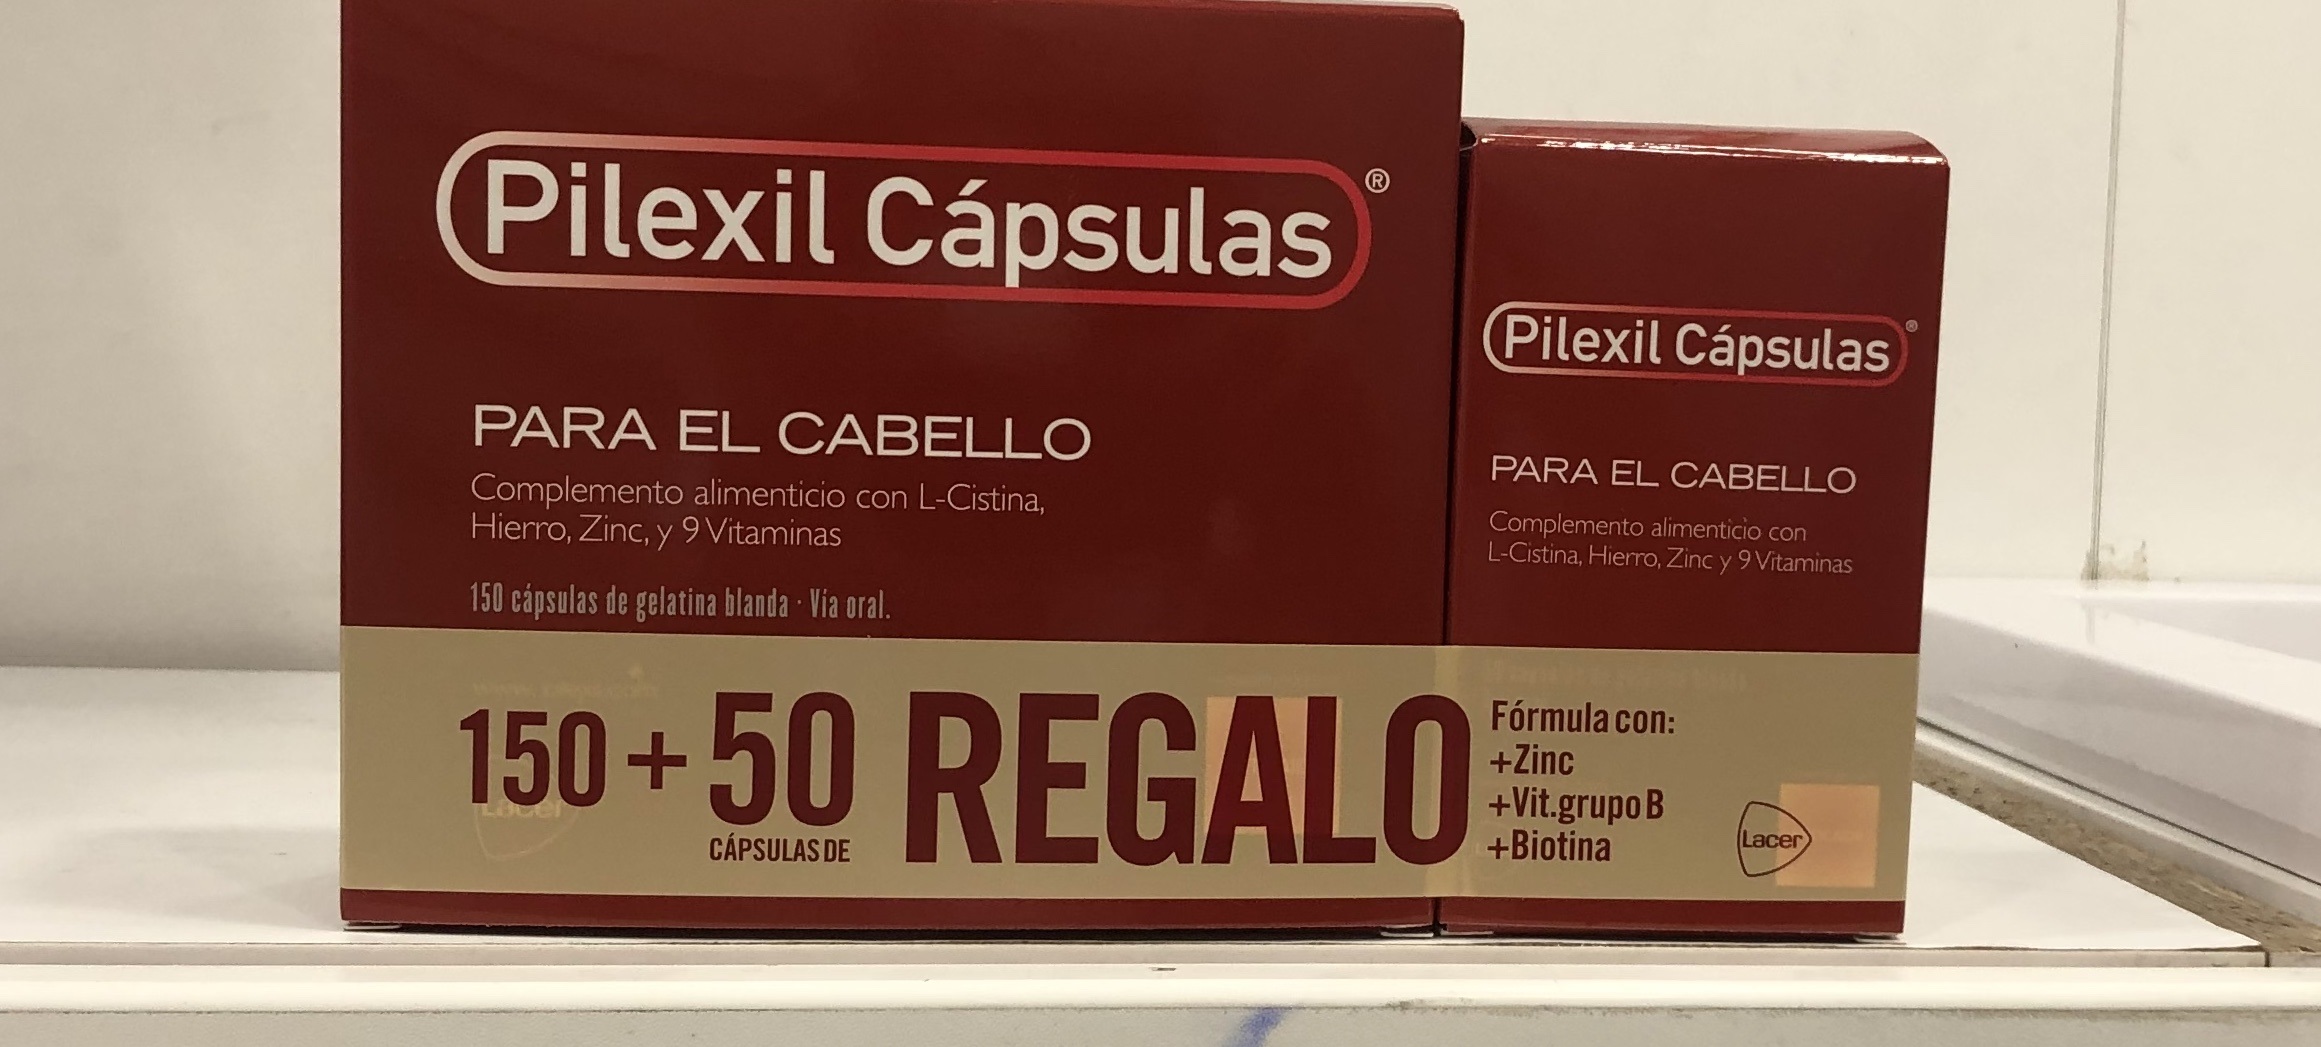 Pilexil Cápsulas®
PARA EL CABELLO
Complemento alimenticio con L-Cistina,
Hierro, Zinc, y 9 Vitaminas
150 cápsulas de gelatina blanda · Vía oral.
150 + 50 REGALO
CÁPSULAS DE
Lacer
Pilexil Cápsulas®
PARA EL CABELLO
Complemento alimenticio con
L-Cistina, Hierro, Zinc y 9 Vitaminas
Fórmula con:
+Zinc
+Vit.grupo B
+Biotina
Lacer